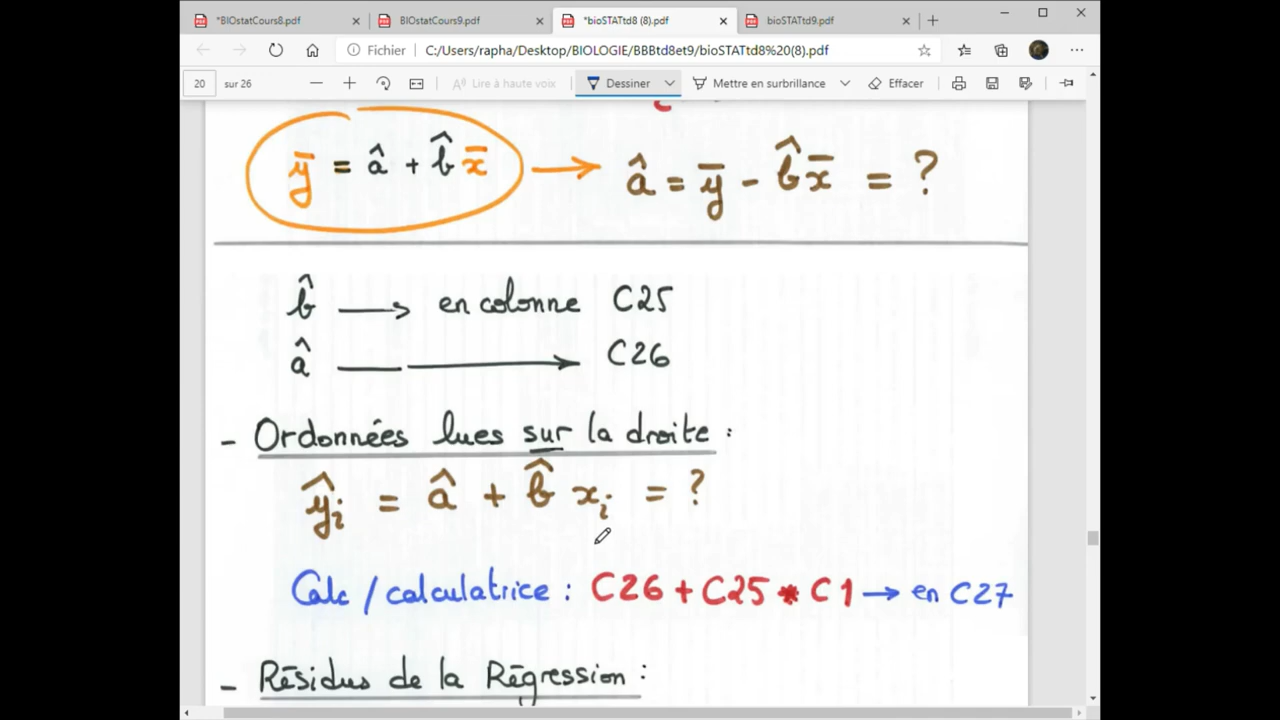 *BIOstatCours8.pdf
BIOstatCours9.pdf
*bioSTATtd8 (8).pdf
bioSTATtd9.pdf
Fichier
C:/Users/rapha/Desktop/BIOLOGIE/BBBtd8et9/bioSTATtd8%20(8).pdf
20
sur 26
Lire à haute voix
Dessiner
Mettre en surbrillance
Effacer
ȳ = â + b̂ x̄ → â = ȳ - b̂ x̄ = ?
b̂ → en colonne C25
â → C26
- Ordonnées lues sur la droite :
ŷi = â + b̂ xi = ?
Calc / calculatrice : C26 + C25 * C1 → en C27
- Résidus de la Régression :